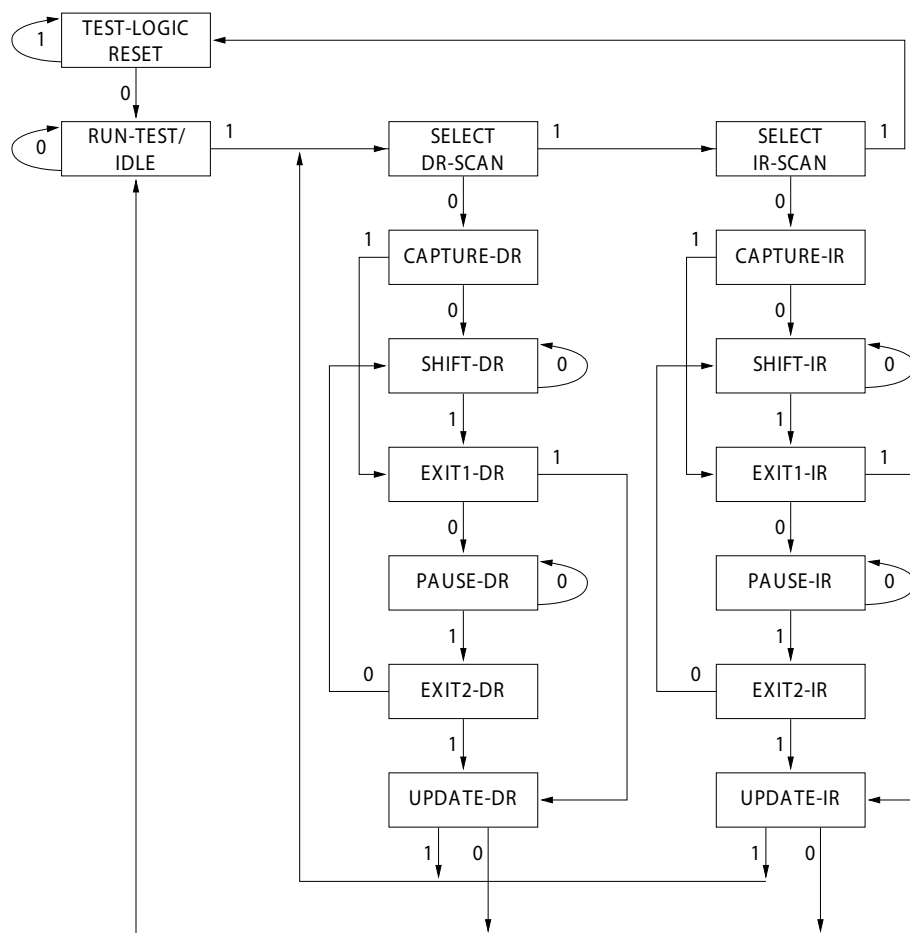 TEST-LOGIC
RESET
1
0
RUN-TEST/
IDLE
0
1
SELECT
DR-SCAN
1
SELECT
IR-SCAN
1
0
0
1
CAPTURE-DR
1
CAPTURE-IR
0
0
SHIFT-DR
0
SHIFT-IR
0
1
1
EXIT1-DR
1
EXIT1-IR
1
0
0
PAUSE-DR
0
PAUSE-IR
0
1
1
0
EXIT2-DR
0
EXIT2-IR
1
1
UPDATE-DR
UPDATE-IR
1
0
1
0